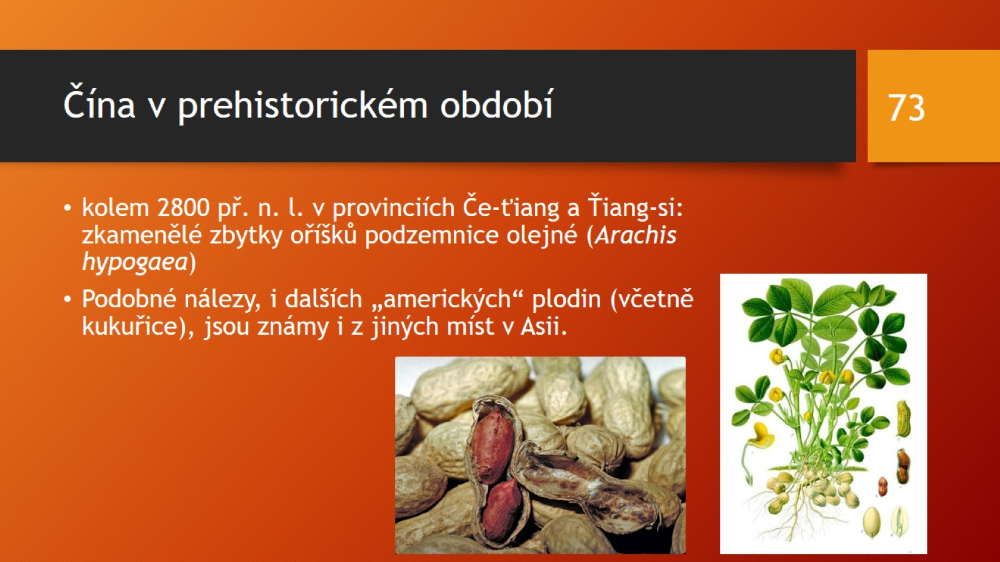 Čína v prehistorickém období
73
• kolem 2800 př. n. l. v provinciích Če-ťiang a Ťiang-si:
zkamenělé zbytky oříšků podzemnice olejné (Arachis
hypogaea)
• Podobné nálezy, i dalších „amerických“ plodin (včetně
kukuřice), jsou známy i z jiných míst v Asii.